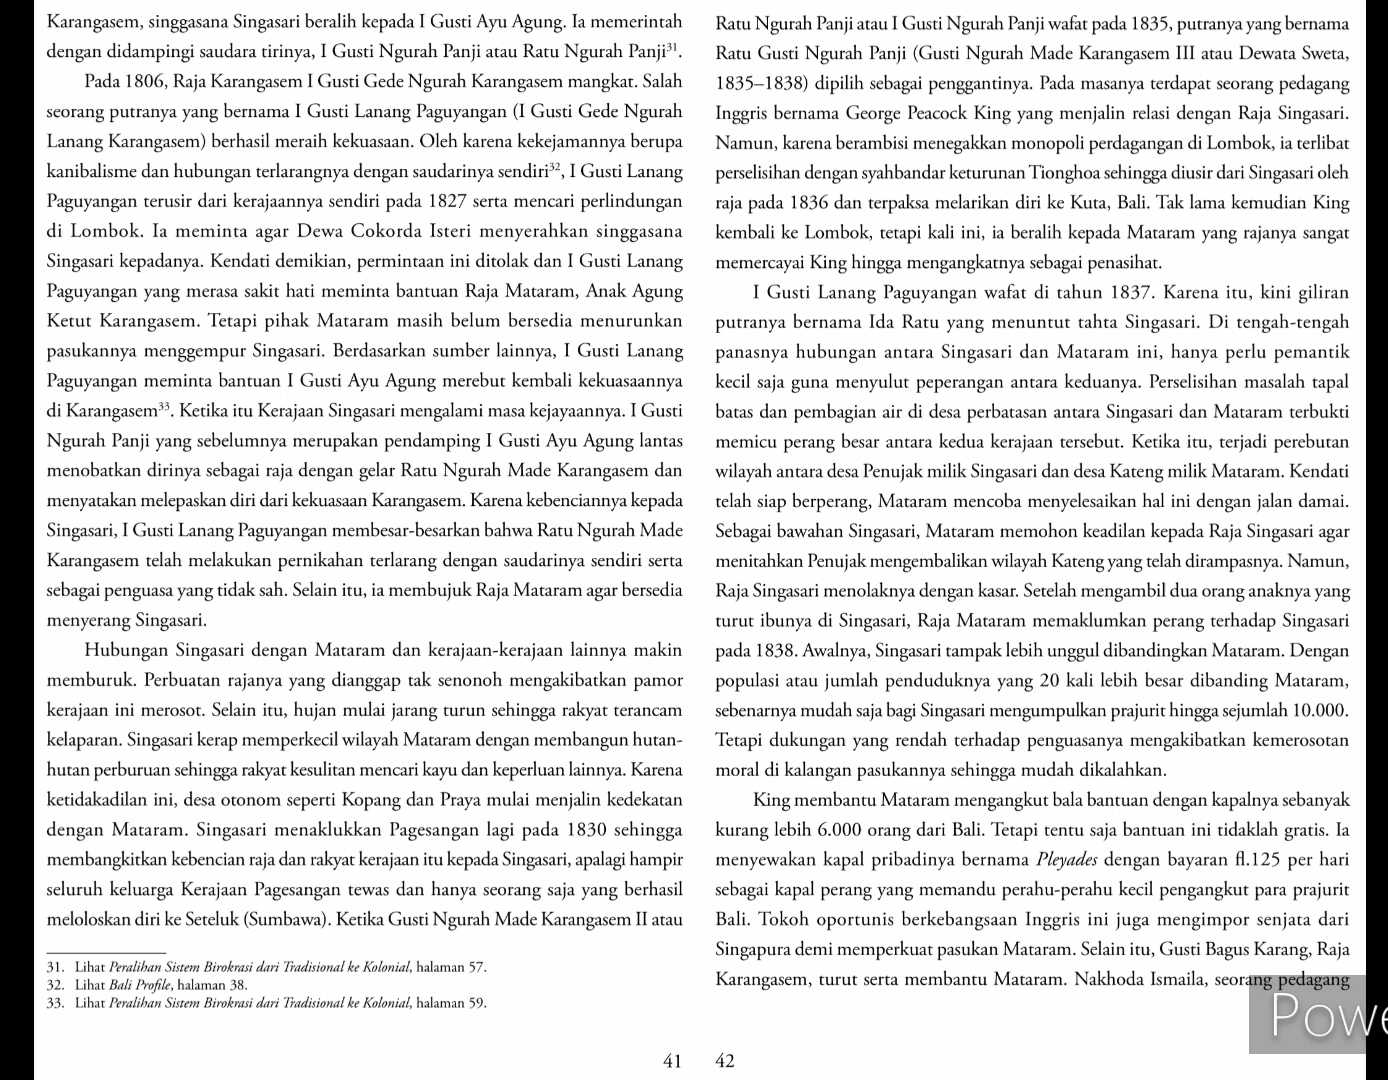 Karangasem, singgasana Singasari beralih kepada I Gusti Ayu Agung. Ia memerintah
dengan didampingi saudara tirinya, I Gusti Ngurah Panji atau Ratu Ngurah Panji³¹.
Pada 1806, Raja Karangasem I Gusti Gede Ngurah Karangasem mangkat. Salah
seorang putranya yang bernama I Gusti Lanang Paguyangan (I Gusti Gede Ngurah
Lanang Karangasem) berhasil meraih kekuasaan. Oleh karena kekejamannya berupa
kanibalisme dan hubungan terlarangnya dengan saudarinya sendiri³², I Gusti Lanang
Paguyangan terusir dari kerajaannya sendiri pada 1827 serta mencari perlindungan
di Lombok. Ia meminta agar Dewa Cokorda Isteri menyerahkan singgasana
Singasari kepadanya. Kendati demikian, permintaan ini ditolak dan I Gusti Lanang
Paguyangan yang merasa sakit hati meminta bantuan Raja Mataram, Anak Agung
Ketut Karangasem. Tetapi pihak Mataram masih belum bersedia menurunkan
pasukannya menggempur Singasari. Berdasarkan sumber lainnya, I Gusti Lanang
Paguyangan meminta bantuan I Gusti Ayu Agung merebut kembali kekuasaannya
di Karangasem³³. Ketika itu Kerajaan Singasari mengalami masa kejayaannya. I Gusti
Ngurah Panji yang sebelumnya merupakan pendamping I Gusti Ayu Agung lantas
menobatkan dirinya sebagai raja dengan gelar Ratu Ngurah Made Karangasem dan
menyatakan melepaskan diri dari kekuasaan Karangasem. Karena kebenciannya kepada
Singasari, I Gusti Lanang Paguyangan membesar-besarkan bahwa Ratu Ngurah Made
Karangasem telah melakukan pernikahan terlarang dengan saudarinya sendiri serta
sebagai penguasa yang tidak sah. Selain itu, ia membujuk Raja Mataram agar bersedia
menyerang Singasari.
Hubungan Singasari dengan Mataram dan kerajaan-kerajaan lainnya makin
memburuk. Perbuatan rajanya yang dianggap tak senonoh mengakibatkan pamor
kerajaan ini merosot. Selain itu, hujan mulai jarang turun sehingga rakyat terancam
kelaparan. Singasari kerap memperkecil wilayah Mataram dengan membangun hutan-
hutan perburuan sehingga rakyat kesulitan mencari kayu dan keperluan lainnya. Karena
ketidakadilan ini, desa otonom seperti Kopang dan Praya mulai menjalin kedekatan
dengan Mataram. Singasari menaklukkan Pagesangan lagi pada 1830 sehingga
membangkitkan kebencian raja dan rakyat kerajaan itu kepada Singasari, apalagi hampir
seluruh keluarga Kerajaan Pagesangan tewas dan hanya seorang saja yang berhasil
meloloskan diri ke Seteluk (Sumbawa). Ketika Gusti Ngurah Made Karangasem II atau
31. Lihat Peralihan Sistem Birokrasi dari Tradisional ke Kolonial, halaman 57.
32. Lihat Bali Profile, halaman 38.
33. Lihat Peralihan Sistem Birokrasi dari Tradisional ke Kolonial, halaman 59.
41
Ratu Ngurah Panji atau I Gusti Ngurah Panji wafat pada 1835, putranya yang bernama
Ratu Gusti Ngurah Panji (Gusti Ngurah Made Karangasem III atau Dewata Sweta,
1835–1838) dipilih sebagai penggantinya. Pada masanya terdapat seorang pedagang
Inggris bernama George Peacock King yang menjalin relasi dengan Raja Singasari.
Namun, karena berambisi menegakkan monopoli perdagangan di Lombok, ia terlibat
perselisihan dengan syahbandar keturunan Tionghoa sehingga diusir dari Singasari oleh
raja pada 1836 dan terpaksa melarikan diri ke Kuta, Bali. Tak lama kemudian King
kembali ke Lombok, tetapi kali ini, ia beralih kepada Mataram yang rajanya sangat
memercayai King hingga mengangkatnya sebagai penasihat.
I Gusti Lanang Paguyangan wafat di tahun 1837. Karena itu, kini giliran
putranya bernama Ida Ratu yang menuntut tahta Singasari. Di tengah-tengah
panasnya hubungan antara Singasari dan Mataram ini, hanya perlu pemantik
kecil saja guna menyulut peperangan antara keduanya. Perselisihan masalah tapal
batas dan pembagian air di desa perbatasan antara Singasari dan Mataram terbukti
memicu perang besar antara kedua kerajaan tersebut. Ketika itu, terjadi perebutan
wilayah antara desa Penujak milik Singasari dan desa Kateng milik Mataram. Kendati
telah siap berperang, Mataram mencoba menyelesaikan hal ini dengan jalan damai.
Sebagai bawahan Singasari, Mataram memohon keadilan kepada Raja Singasari agar
menitahkan Penujak mengembalikan wilayah Kateng yang telah dirampasnya. Namun,
Raja Singasari menolaknya dengan kasar. Setelah mengambil dua orang anaknya yang
turut ibunya di Singasari, Raja Mataram memaklumkan perang terhadap Singasari
pada 1838. Awalnya, Singasari tampak lebih unggul dibandingkan Mataram. Dengan
populasi atau jumlah penduduknya yang 20 kali lebih besar dibanding Mataram,
sebenarnya mudah saja bagi Singasari mengumpulkan prajurit hingga sejumlah 10.000.
Tetapi dukungan yang rendah terhadap penguasanya mengakibatkan kemerosotan
moral di kalangan pasukannya sehingga mudah dikalahkan.
King membantu Mataram mengangkut bala bantuan dengan kapalnya sebanyak
kurang lebih 6.000 orang dari Bali. Tetapi tentu saja bantuan ini tidaklah gratis. Ia
menyewakan kapal pribadinya bernama Pleyades dengan bayaran fl.125 per hari
sebagai kapal perang yang memandu perahu-perahu kecil pengangkut para prajurit
Bali. Tokoh oportunis berkebangsaan Inggris ini juga mengimpor senjata dari
Singapura demi memperkuat pasukan Mataram. Selain itu, Gusti Bagus Karang, Raja
Karangasem, turut serta membantu Mataram. Nakhoda Ismaila, seorang pedagang
42
Powe